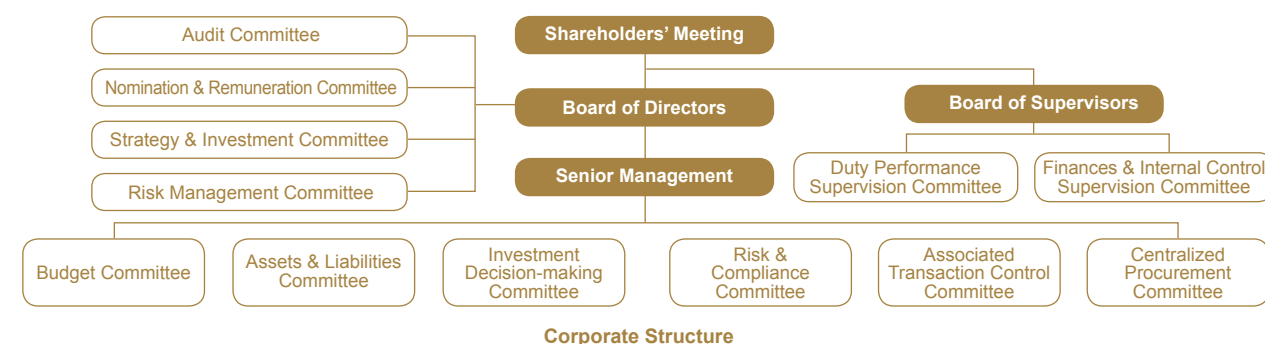 Audit Committee
Shareholders’ Meeting
Nomination & Remuneration Committee
Board of Directors
Board of Supervisors
Strategy & Investment Committee
Duty Performance
Supervision Committee
Finances & Internal Control
Supervision Committee
Senior Management
Risk Management Committee
Budget Committee
Assets & Liabilities
Committee
Investment
Decision-making
Committee
Risk &
Compliance
Committee
Associated
Transaction Control
Committee
Centralized
Procurement
Committee
Corporate Structure